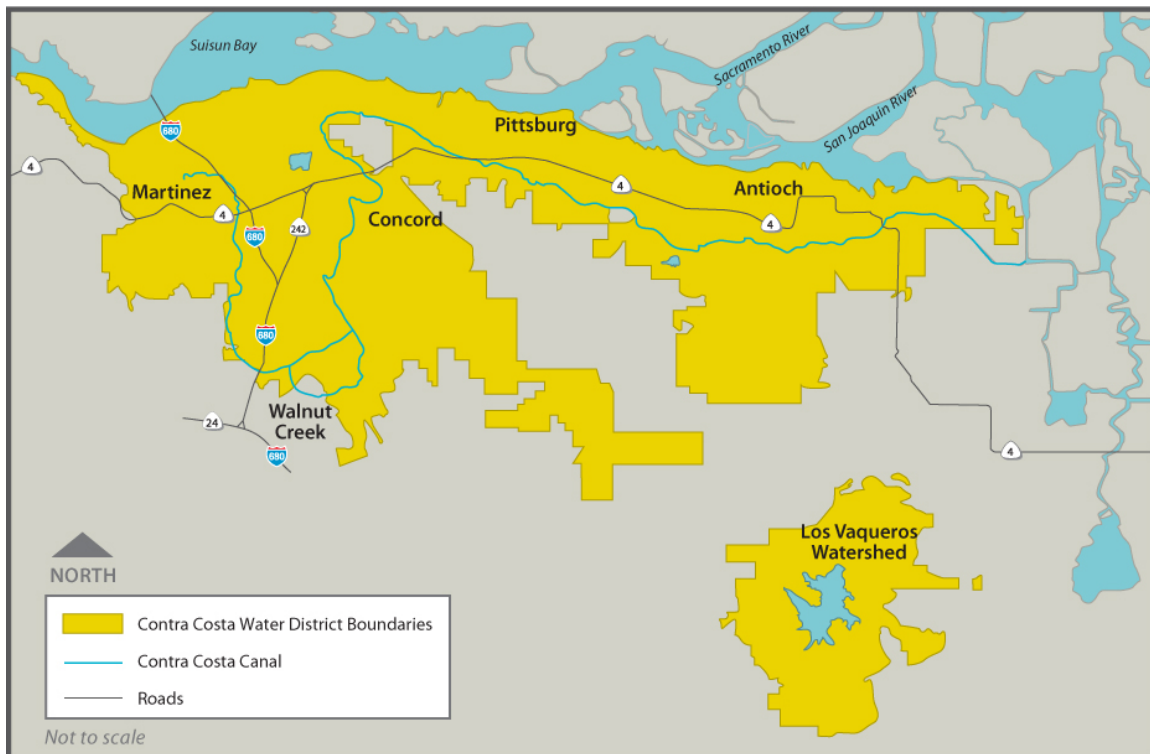 Suisun Bay
Sacramento River
San Joaquin River
680
Pittsburg
4
Martinez
4
Concord
242
680
4
Antioch
4
680
24
Walnut
Creek
680
4
Los Vaqueros
Watershed
NORTH
Contra Costa Water District Boundaries
Contra Costa Canal
Roads
Not to scale